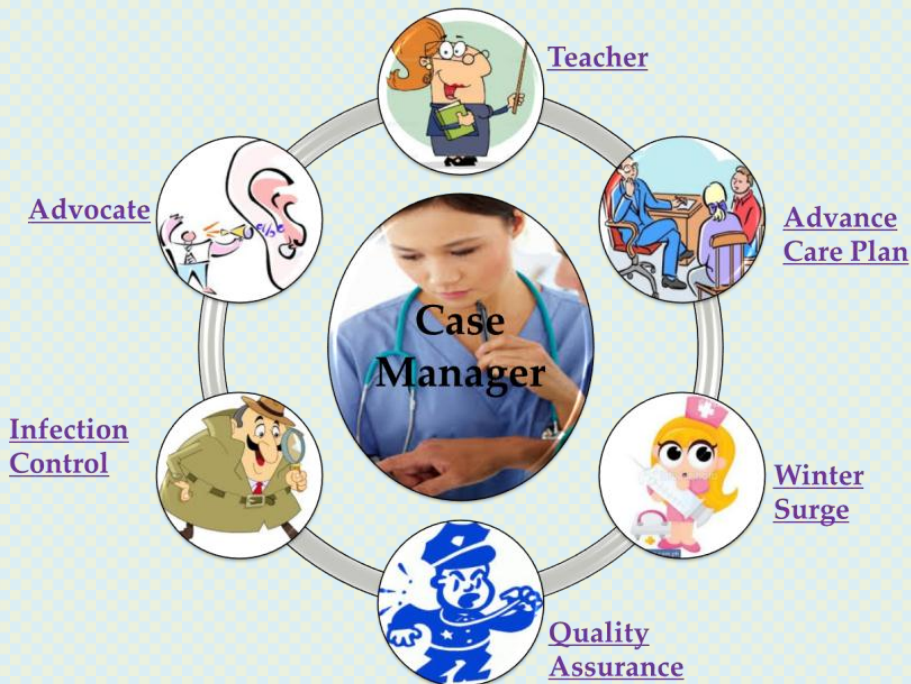 Teacher
Advocate
Advance
Care Plan
Case
Manager
Infection
Control
Winter
Surge
Quality
Assurance